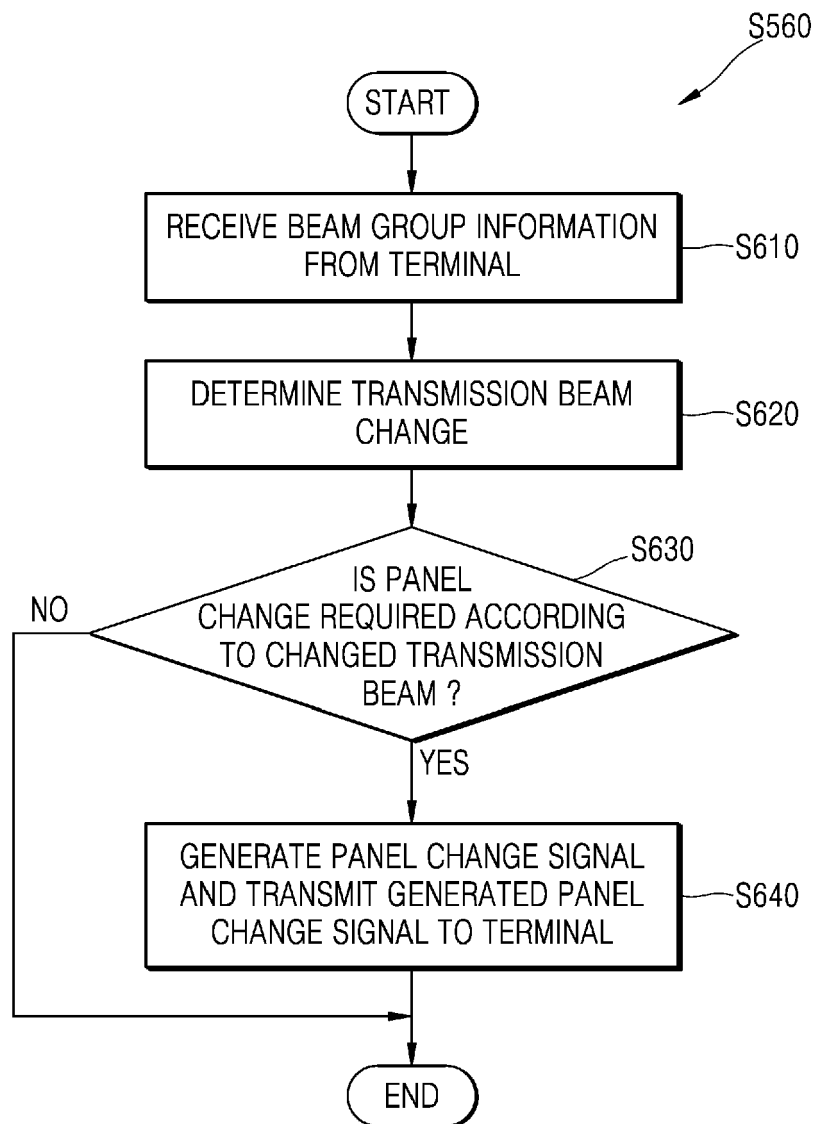 S560
START
RECEIVE BEAM GROUP INFORMATION
FROM TERMINAL
S610
DETERMINE TRANSMISSION BEAM
CHANGE
S620
S630
IS PANEL
CHANGE REQUIRED ACCORDING
TO CHANGED TRANSMISSION
BEAM ?
NO
YES
GENERATE PANEL CHANGE SIGNAL
AND TRANSMIT GENERATED PANEL
CHANGE SIGNAL TO TERMINAL
S640
END